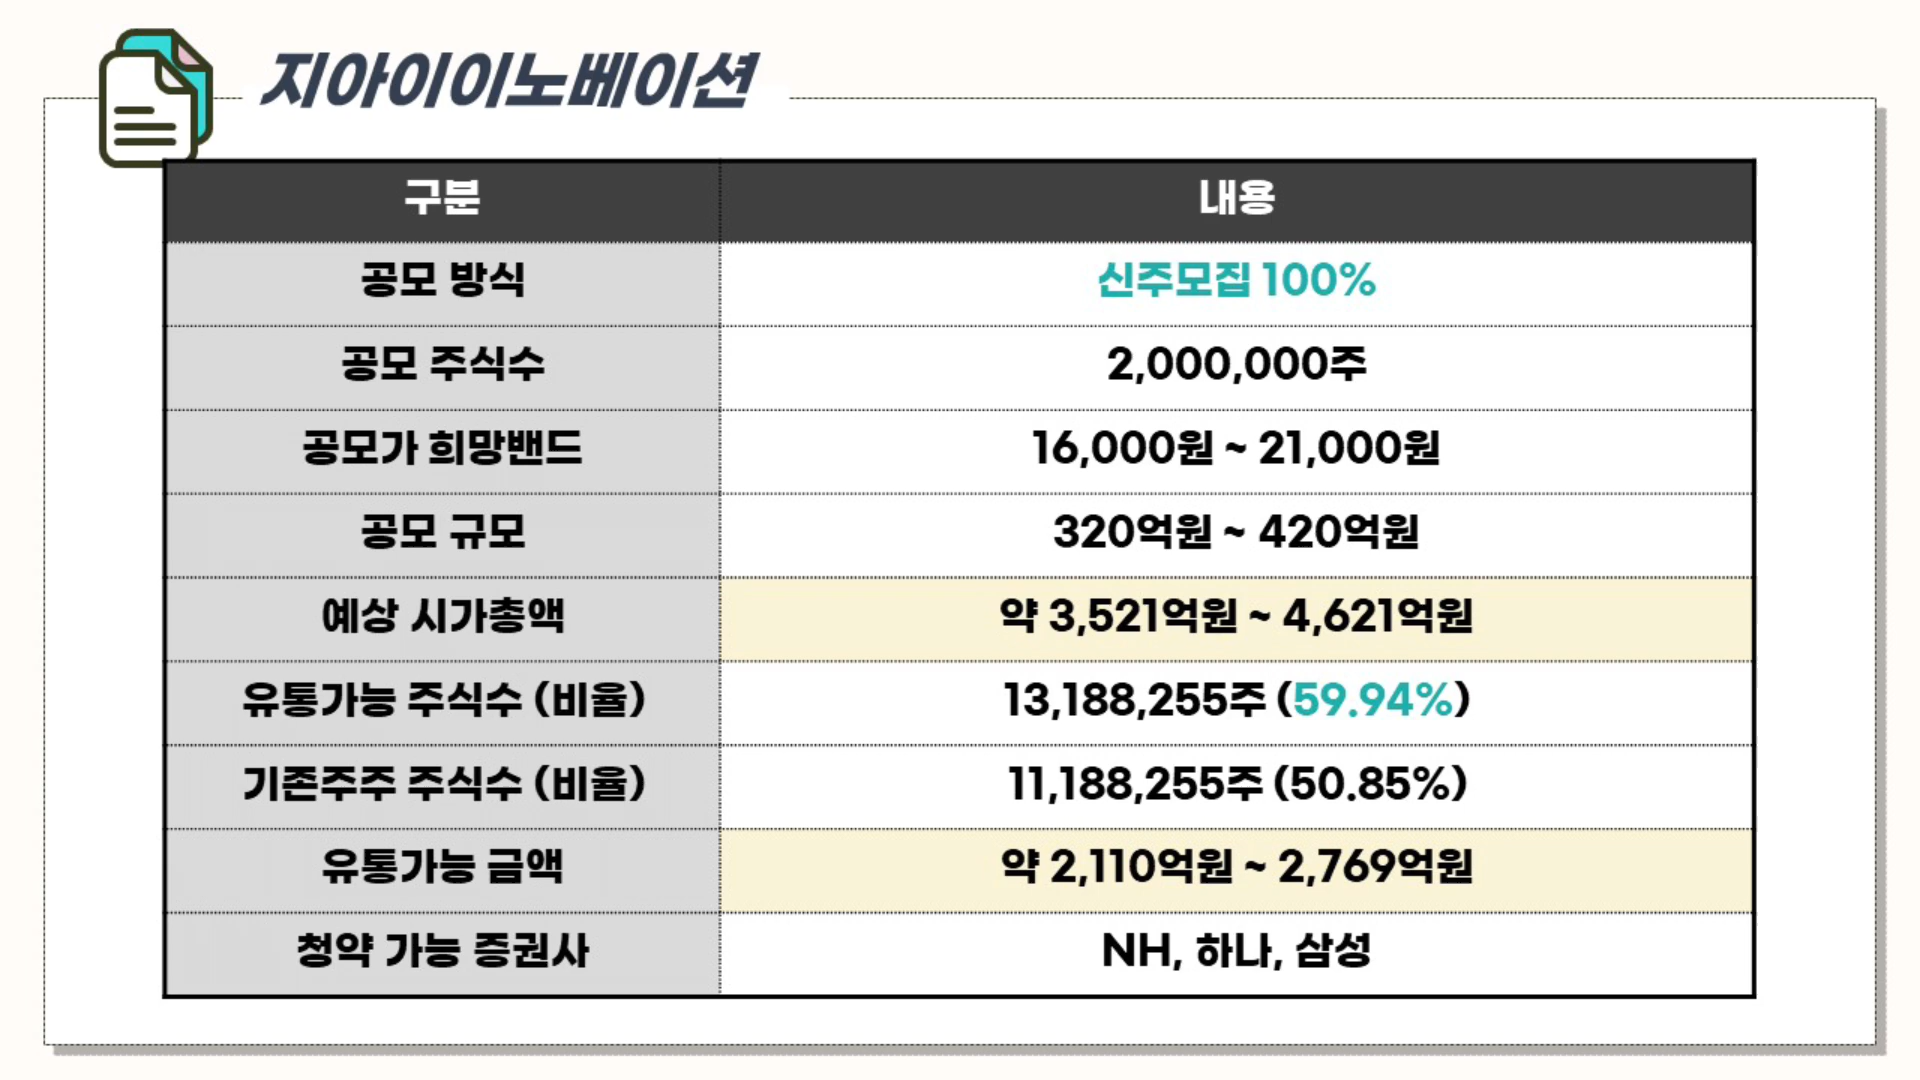 지아이이노베이션
구분 내용
공모 방식 신주모집 100%
공모 주식수 2,000,000주
공모가 희망밴드 16,000원 ~ 21,000원
공모 규모 320억원 ~ 420억원
예상 시가총액 약 3,521억원 ~ 4,621억원
유통가능 주식수 (비율) 13,188,255주 (59.94%)
기존주주 주식수 (비율) 11,188,255주 (50.85%)
유통가능 금액 약 2,110억원 ~ 2,769억원
청약 가능 증권사 NH, 하나, 삼성